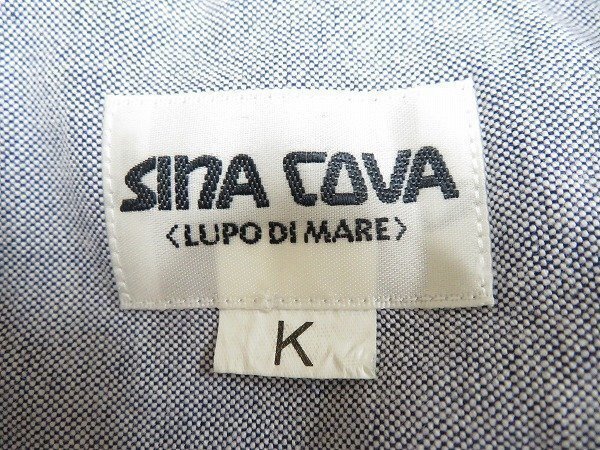 SINA COVA
〈LUPO DI MARE〉
K